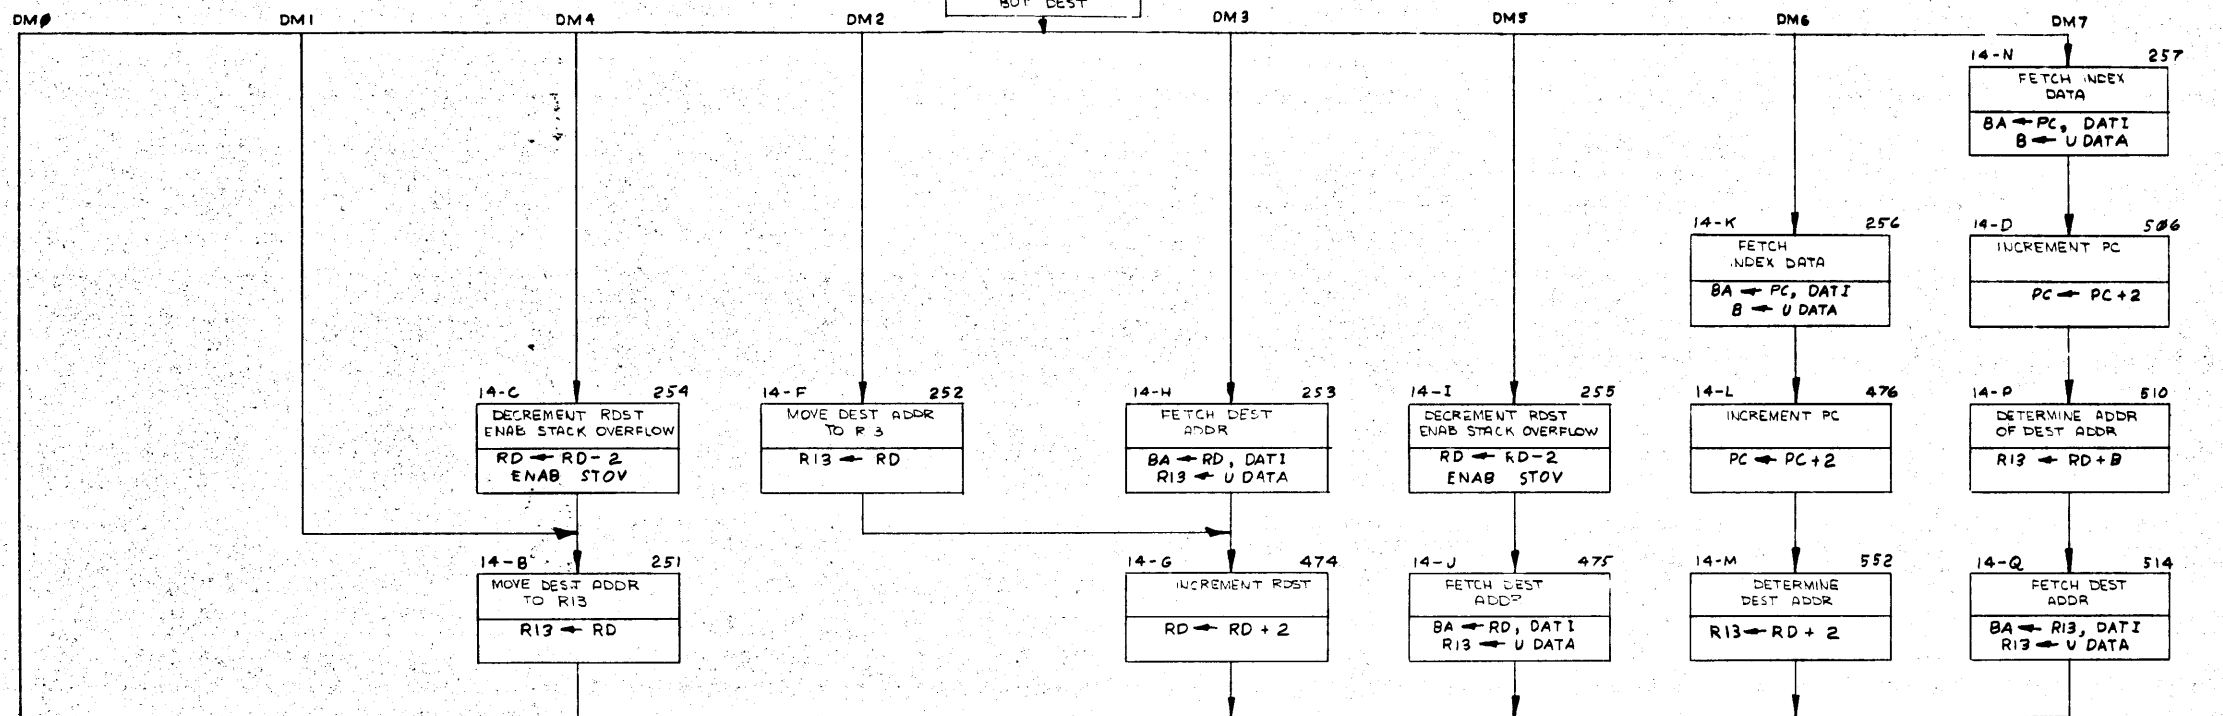 BUT DEST
DMØ DM1 DM4 DM2 DM3 DM5 DM6 DM7
14-N 257
FETCH INDEX
DATA
BA ← PC, DATI
B ← U DATA
14-K 256
FETCH
INDEX DATA
BA ← PC, DATI
B ← U DATA
14-D 5Ø6
INCREMENT PC
PC ← PC+2
14-C 254
DECREMENT RDST
ENAB STACK OVERFLOW
RD ← RD-2
ENAB STOV
14-F 252
MOVE DEST ADDR
TO R 3
R13 ← RD
14-H 253
FETCH DEST
ADDR
BA ← RD, DATI
R13 ← U DATA
14-I 255
DECREMENT RDST
ENAB STACK OVERFLOW
RD ← RD-2
ENAB STOV
14-L 476
INCREMENT PC
PC ← PC+2
14-P 510
DETERMINE ADDR
OF DEST ADDR
R13 ← RD+B
14-B 251
MOVE DEST ADDR
TO R13
R13 ← RD
14-G 474
INCREMENT RDST
RD ← RD + 2
14-J 475
FETCH DEST
ADDR
BA ← RD, DATI
R13 ← U DATA
14-M 552
DETERMINE
DEST ADDR
R13 ← RD + 2
14-Q 514
FETCH DEST
ADDR
BA ← R13, DATI
R13 ← U DATA